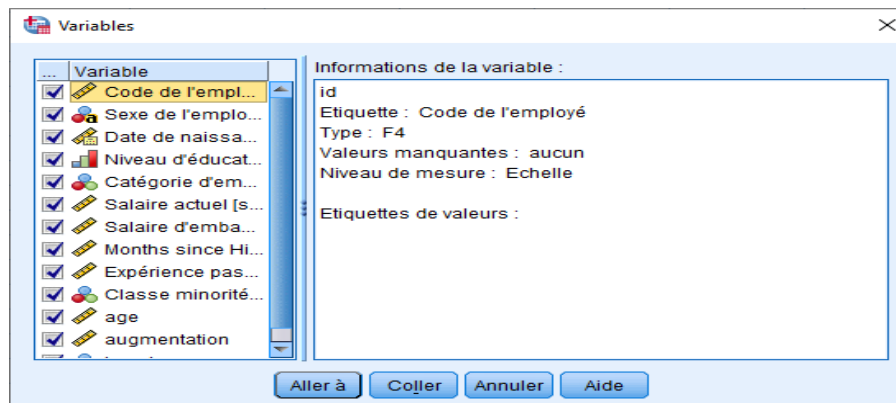 Variables
... Variable
Code de l'empl...
Sexe de l'emplo...
Date de naissa...
Niveau d'éducat...
Catégorie d'em...
Salaire actuel [s...
Salaire d'emba...
Months since Hi...
Expérience pas...
Classe minorité...
age
augmentation
Informations de la variable :
id
Etiquette : Code de l'employé
Type : F4
Valeurs manquantes : aucun
Niveau de mesure : Echelle
Etiquettes de valeurs :
Aller à Coller Annuler Aide